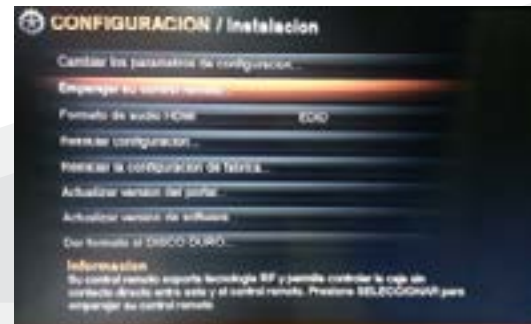 CONFIGURACION / Instalacion
Cambiar los parametros de configuracion...
Emparejar su control remoto...
Formato de audio HDMI EDID
Reiniciar configuracion...
Reiniciar la configuracion de fabrica...
Actualizar version del portal...
Actualizar version de software
Dar formato al DISCO DURO...
Informacion
Su control remoto soporta tecnologia RF y permite controlar la caja sin
contacto directo entre esta y el control remoto. Presione SELECCIONAR para
emparejar su control remoto